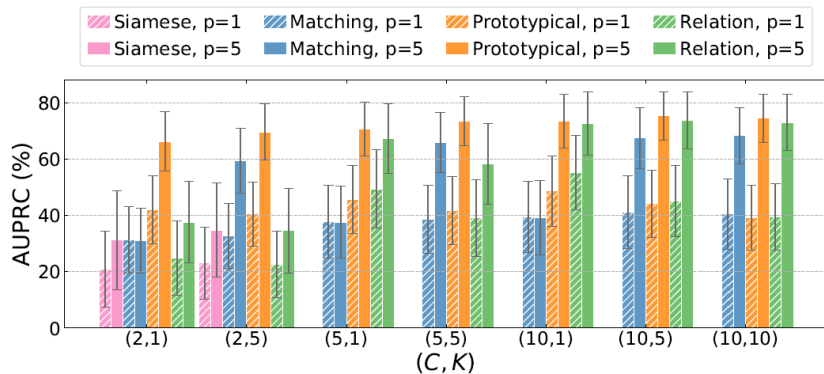 Siamese, p=1 Matching, p=1 Prototypical, p=1 Relation, p=1
Siamese, p=5 Matching, p=5 Prototypical, p=5 Relation, p=5
80
60
40
20
0
AUPRC (%)
(2,1) (2,5) (5,1) (5,5) (10,1) (10,5) (10,10)
(C, K)